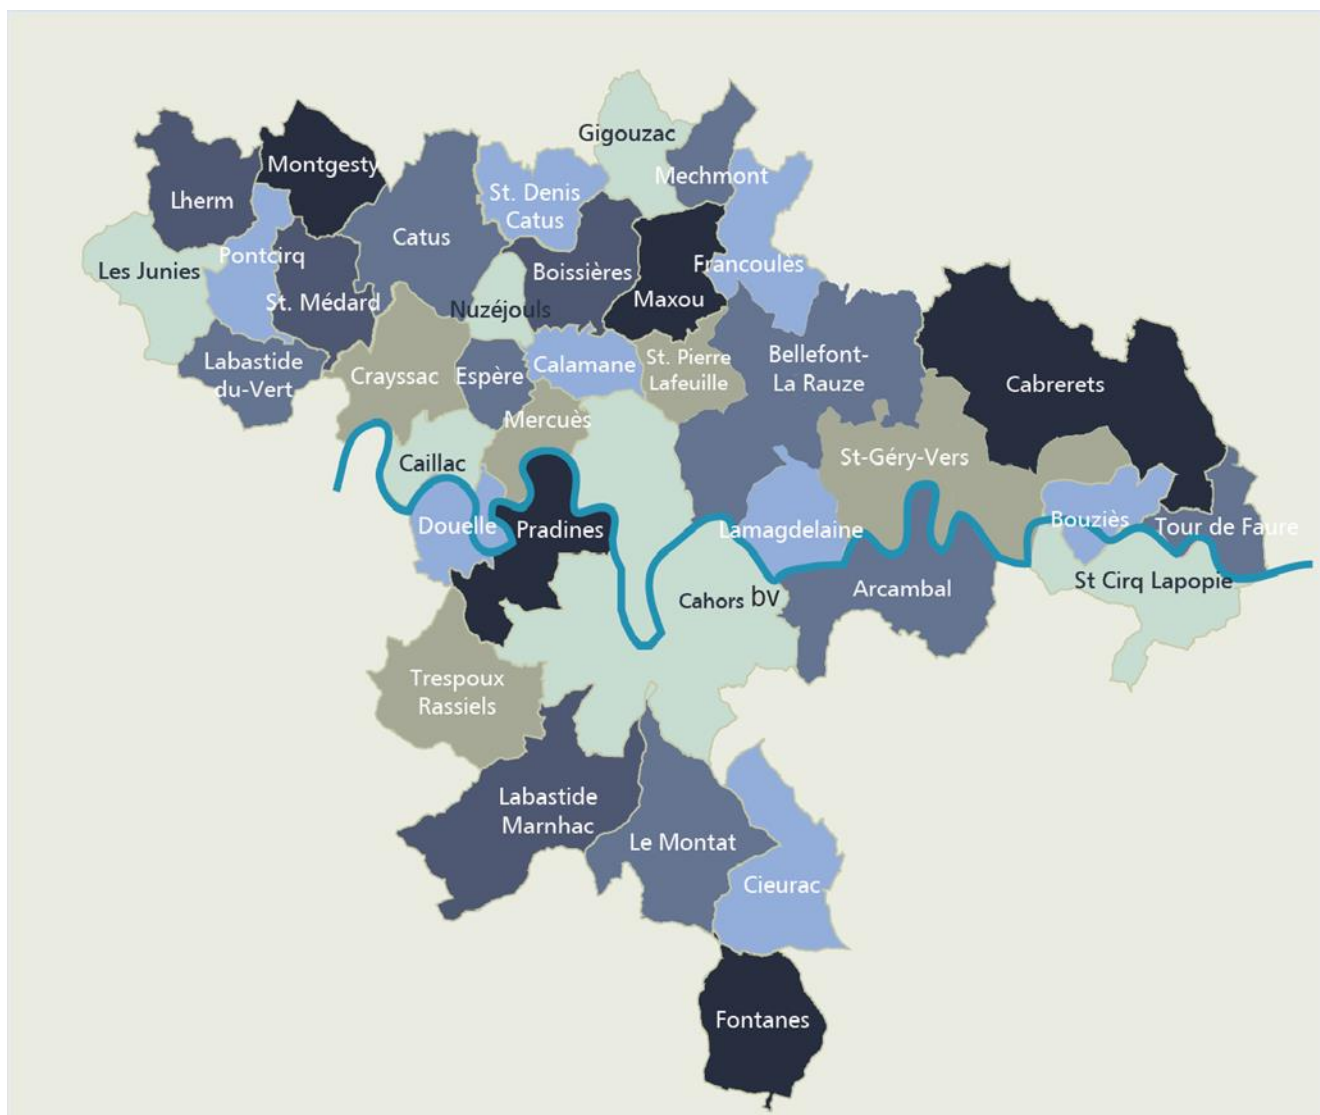 Gigouzac
Montgesty
Mechmont
Lherm
St. Denis
Catus
Catus
Pontcirq
Les Junies
Boissières
Francoulès
St. Médard
Maxou
Nuzéjouls
Labastide
du-Vert
Crayssac
Espère
Calamane
St. Pierre
Lafeuille
Bellefont-
La Rauze
Cabrerets
Mercuès
Caillac
St-Géry-Vers
Douelle
Pradines
Lamagdelaine
Bouziès
Tour de Faure
St Cirq Lapopie
Arcambal
Cahors bv
Trespoux
Rassiels
Labastide
Marnhac
Le Montat
Cieurac
Fontanes